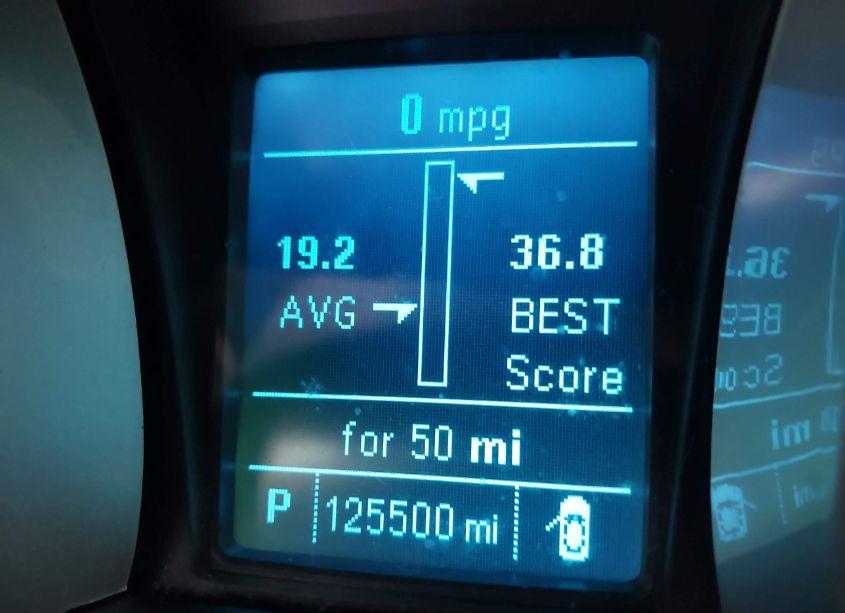 0 mpg
19.2 36.8
AVG BEST
Score
for 50 mi
P 125500 mi